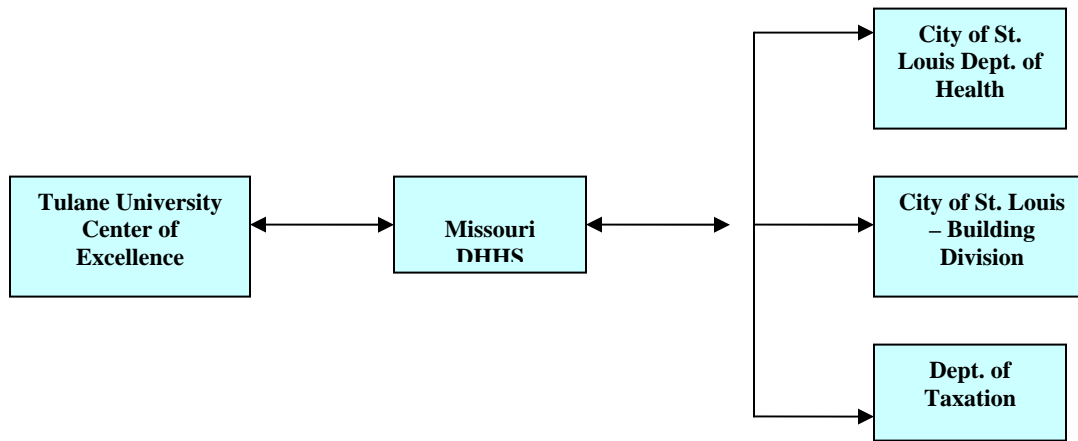 City of St.
Louis Dept. of
Health
Tulane University
Center of
Excellence
Missouri
DHHS
City of St. Louis
– Building
Division
Dept. of
Taxation